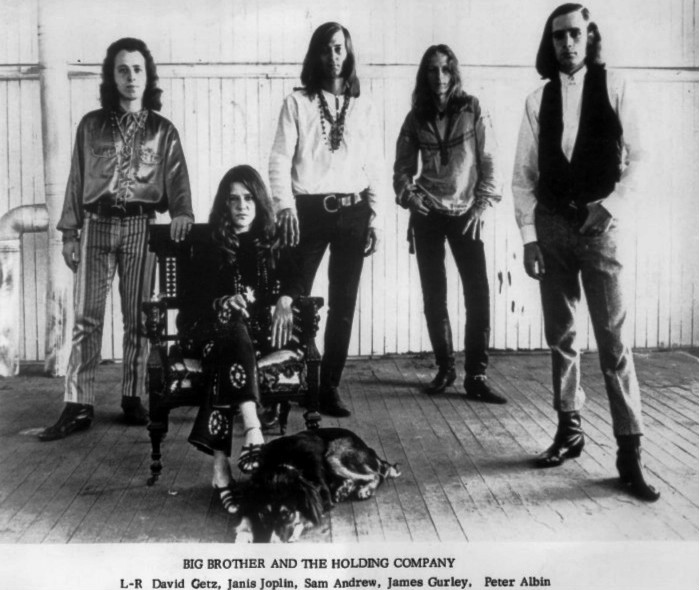 BIG BROTHER AND THE HOLDING COMPANY
L-R David Getz, Janis Joplin, Sam Andrew, James Gurley, Peter Albin